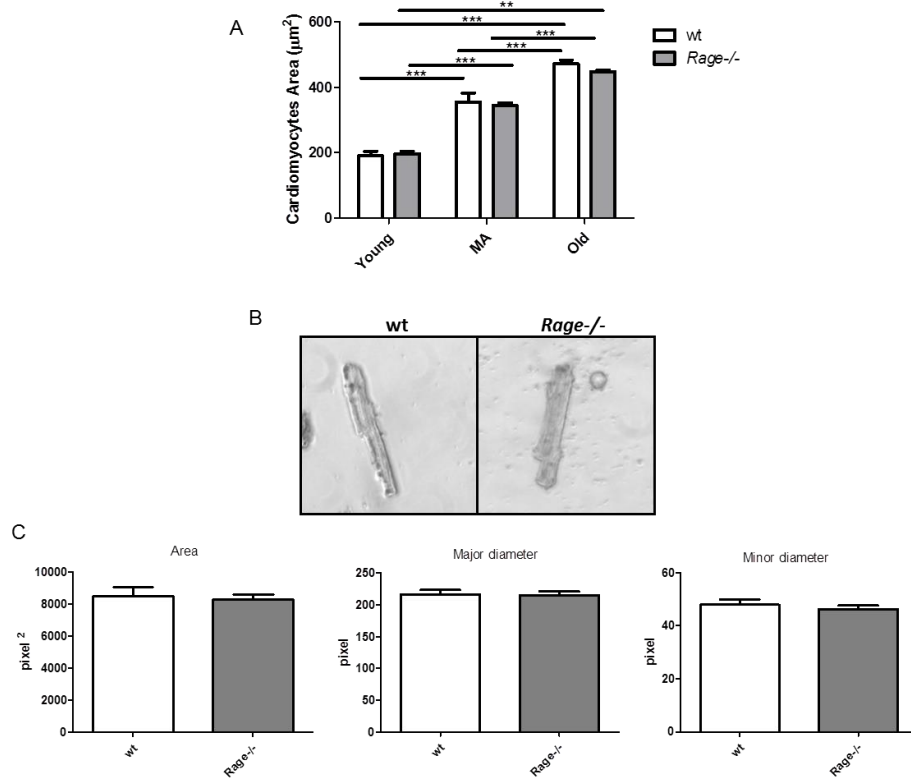 A
Cardiomyocytes Area (µm²)
600
400
200
0
**
***
***
***
***
***
Young
MA
Old
wt
Rage-/-
B
wt
Rage-/-
C
Area
pixel ²
10000
8000
6000
4000
2000
0
wt
Rage-/-
Major diameter
pixel
250
200
150
100
50
0
wt
Rage-/-
Minor diameter
pixel
60
40
20
0
wt
Rage-/-